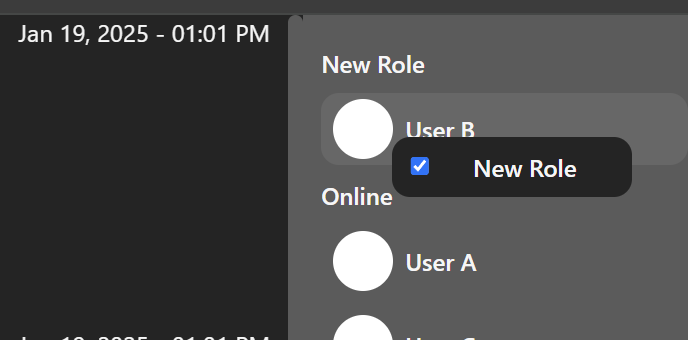 Jan 19, 2025 - 01:01 PM
New Role
User B
New Role
Online
User A